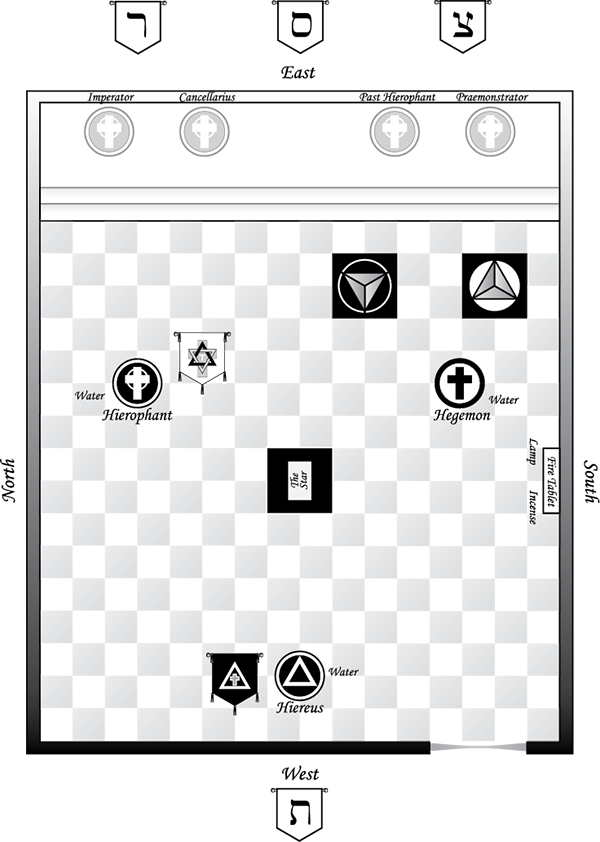 ר ס צ
East
Imperator Cancellarius Past Hierophant Praemonstrator
Water
Hierophant
Hegemon
Water
North
The
Star
Lamp
Fire Tablet
Incense
South
Water
Hiereus
West
ת